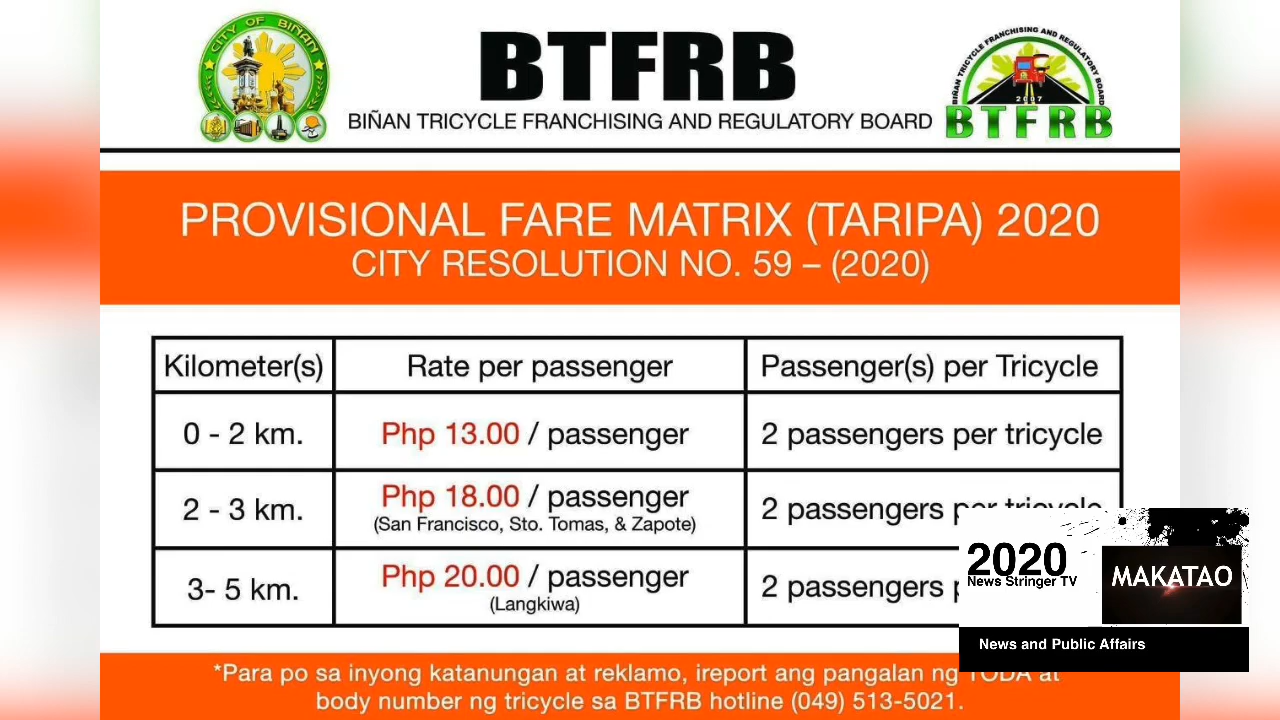 CITY OF BIÑAN
BTFRB
BIÑAN TRICYCLE FRANCHISING AND REGULATORY BOARD
BIÑAN TRICYCLE FRANCHISING AND REGULATORY BOARD
2007
BTFRB
PROVISIONAL FARE MATRIX (TARIPA) 2020
CITY RESOLUTION NO. 59 – (2020)
Kilometer(s) Rate per passenger Passenger(s) per Tricycle
0 - 2 km. Php 13.00 / passenger 2 passengers per tricycle
2 - 3 km. Php 18.00 / passenger 2 passengers per tricycle
(San Francisco, Sto. Tomas, & Zapote)
3- 5 km. Php 20.00 / passenger 2 passengers
(Langkiwa)
2020
News Stringer TV
MAKATAO
News and Public Affairs
*Para po sa inyong katanungan at reklamo, ireport ang pangalan ng TODA at
body number ng tricycle sa BTFRB hotline (049) 513-5021.